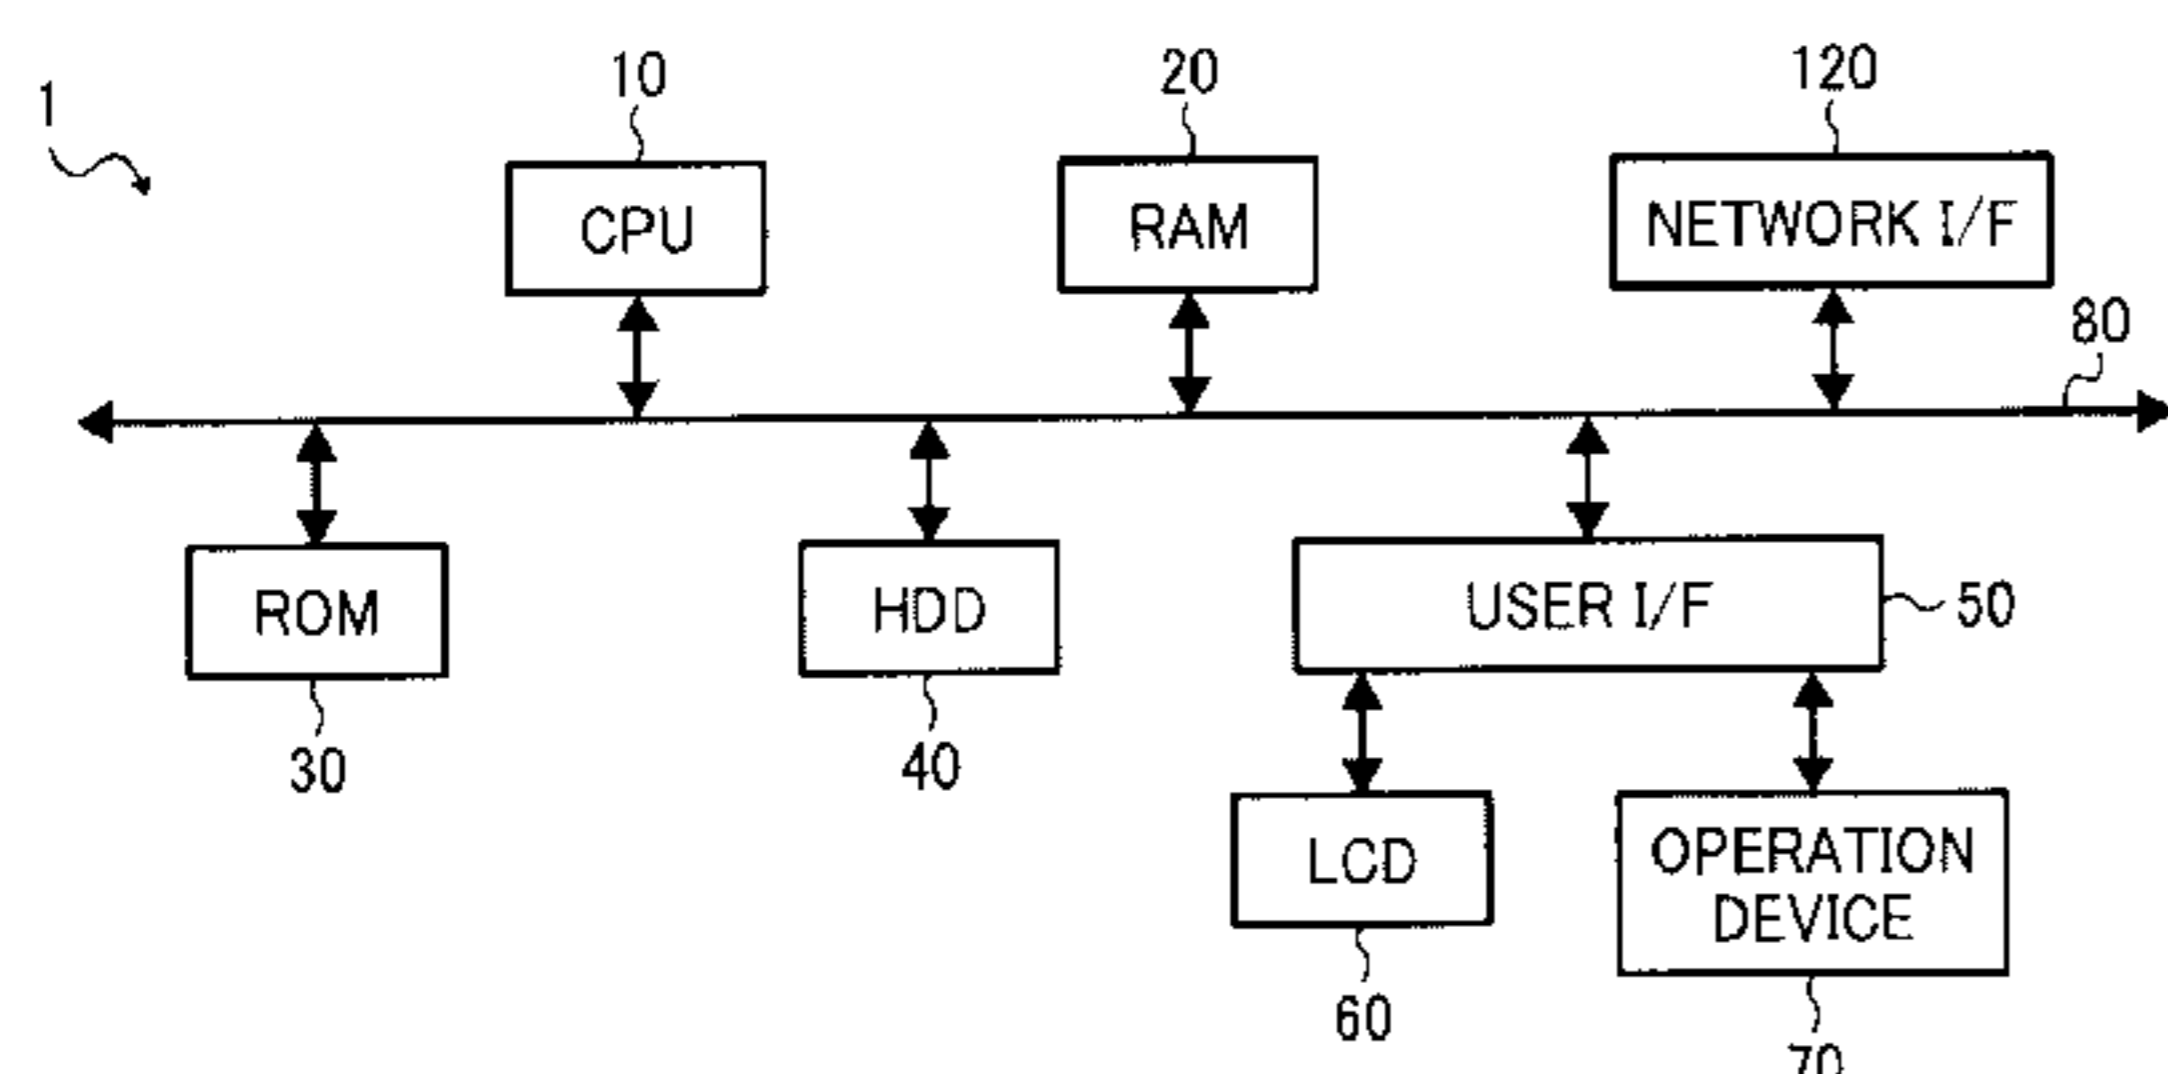 1
10
20
120
CPU
RAM
NETWORK I/F
80
ROM
HDD
USER I/F
50
30
40
LCD
OPERATION
DEVICE
60
70